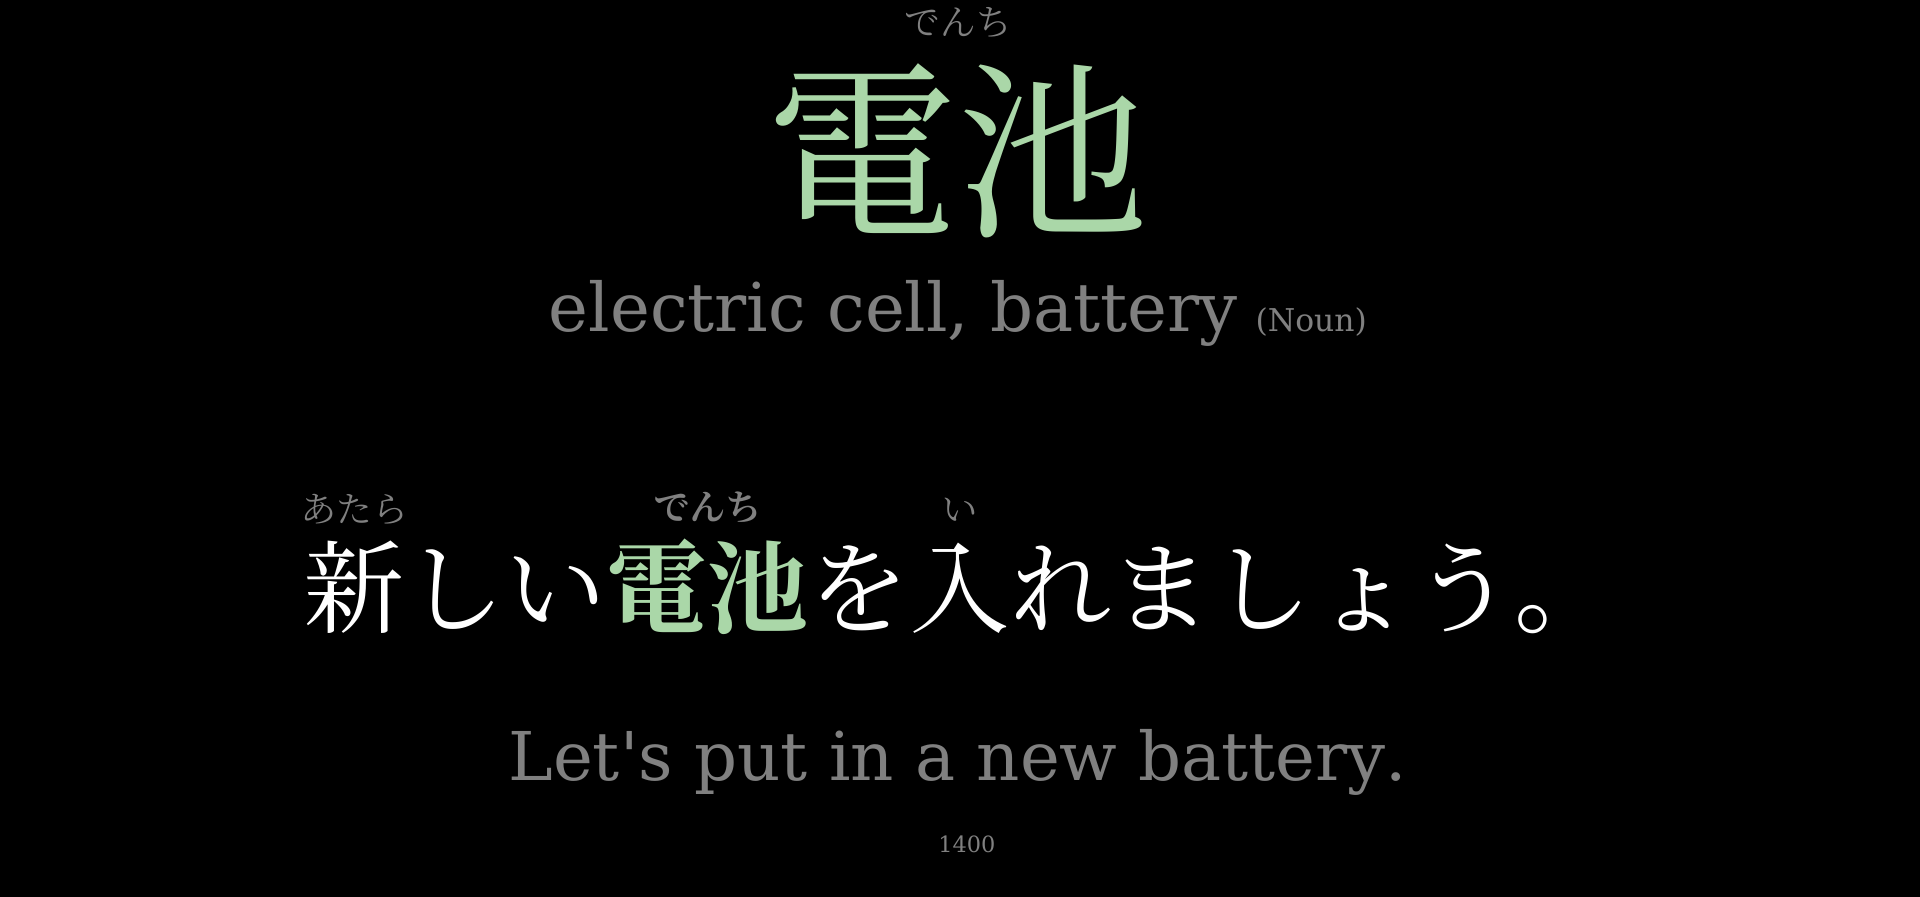 でんち
電池
electric cell, battery (Noun)
あたら でんち い
新しい電池を入れましょう。
Let's put in a new battery.
1400